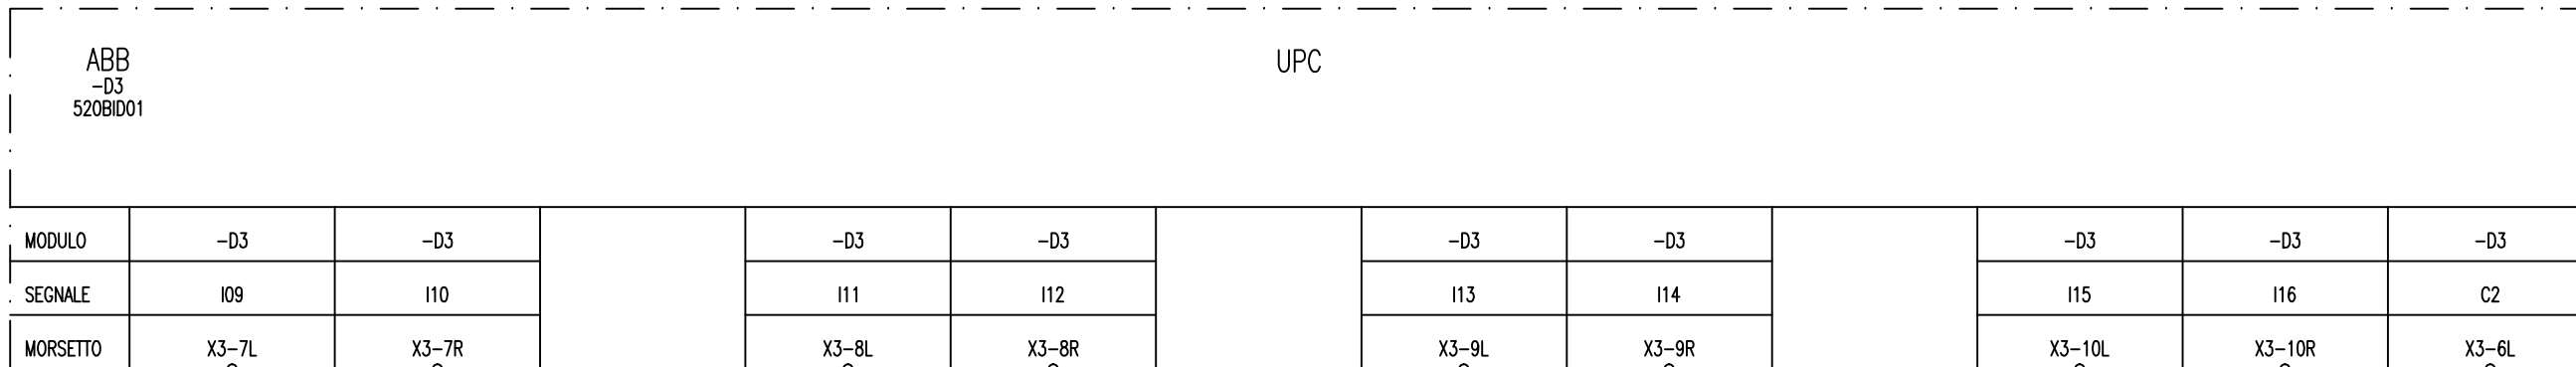 ABB
-D3
520BID01
UPC
MODULO -D3 -D3 -D3 -D3 -D3 -D3 -D3 -D3 -D3
SEGNALE I09 I10 I11 I12 I13 I14 I15 I16 C2
MORSETTO X3-7L X3-7R X3-8L X3-8R X3-9L X3-9R X3-10L X3-10R X3-6L